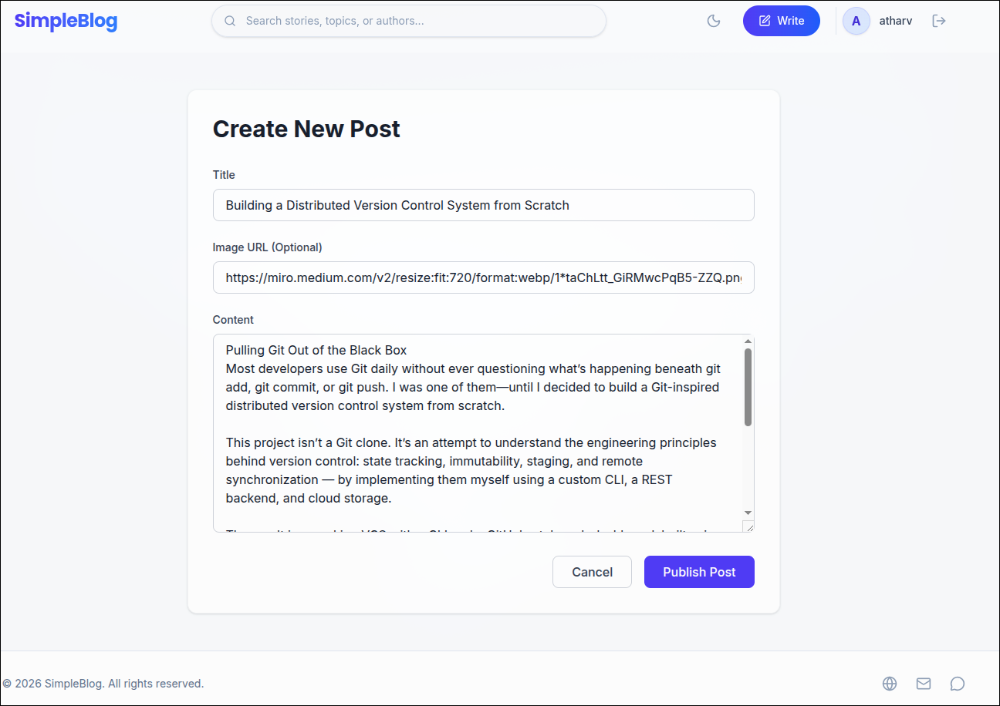 SimpleBlog
Search stories, topics, or authors...
Write
A
atharv
Create New Post
Title
Building a Distributed Version Control System from Scratch
Image URL (Optional)
https://miro.medium.com/v2/resize:fit:720/format:webp/1*taChLtt_GiRMwcPqB5-ZZQ.png
Content
Pulling Git Out of the Black Box
Most developers use Git daily without ever questioning what’s happening beneath git
add, git commit, or git push. I was one of them—until I decided to build a Git-inspired
distributed version control system from scratch.
This project isn’t a Git clone. It’s an attempt to understand the engineering principles
behind version control: state tracking, immutability, staging, and remote
synchronization — by implementing them myself using a custom CLI, a REST
backend, and cloud storage.
Cancel
Publish Post
© 2026 SimpleBlog. All rights reserved.